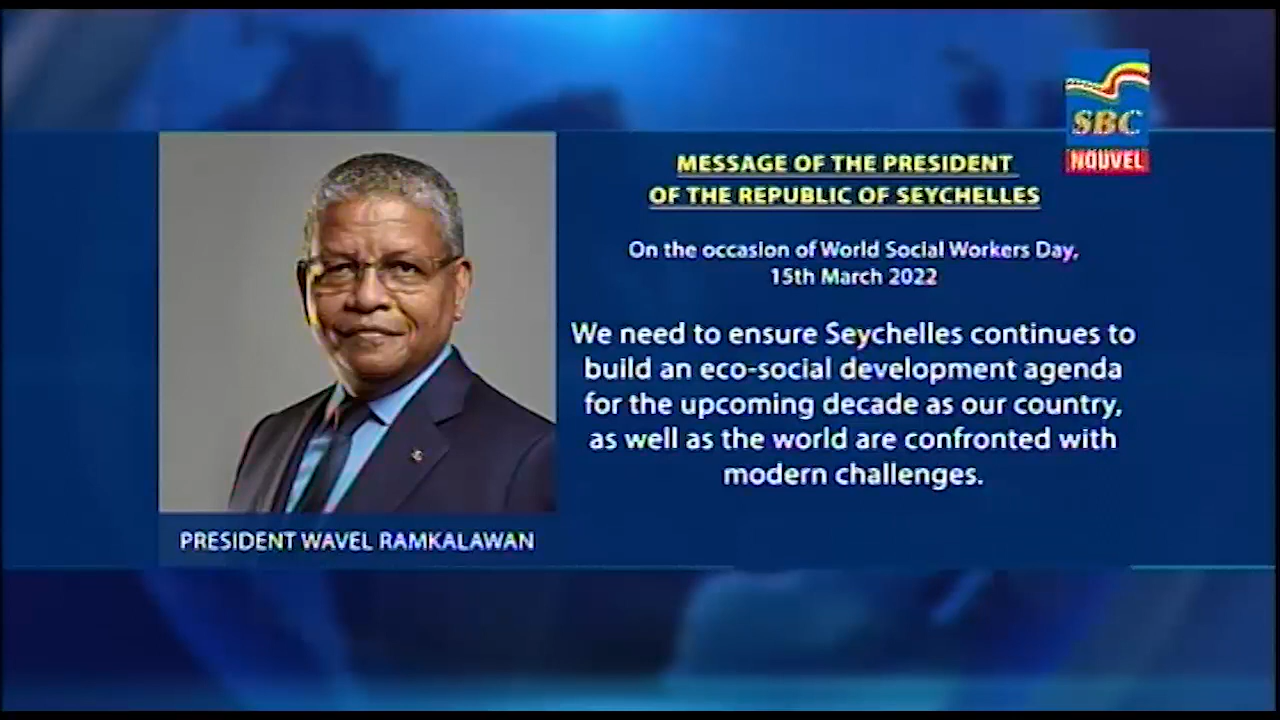 SBC
NOUVEL
MESSAGE OF THE PRESIDENT
OF THE REPUBLIC OF SEYCHELLES
On the occasion of World Social Workers Day,
15th March 2022
We need to ensure Seychelles continues to
build an eco-social development agenda
for the upcoming decade as our country,
as well as the world are confronted with
modern challenges.
PRESIDENT WAVEL RAMKALAWAN